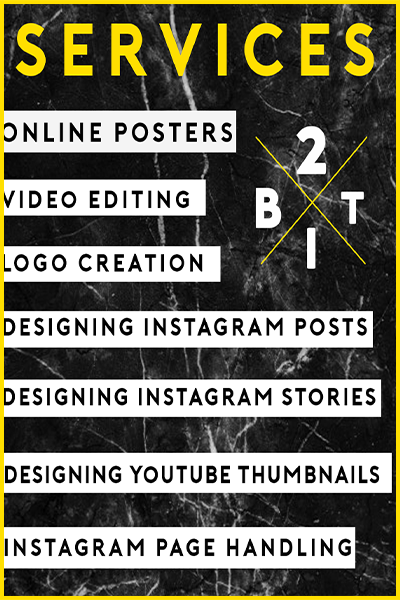 SERVICES
ONLINE POSTERS
2
B T
I
VIDEO EDITING
LOGO CREATION
DESIGNING INSTAGRAM POSTS
DESIGNING INSTAGRAM STORIES
DESIGNING YOUTUBE THUMBNAILS
INSTAGRAM PAGE HANDLING